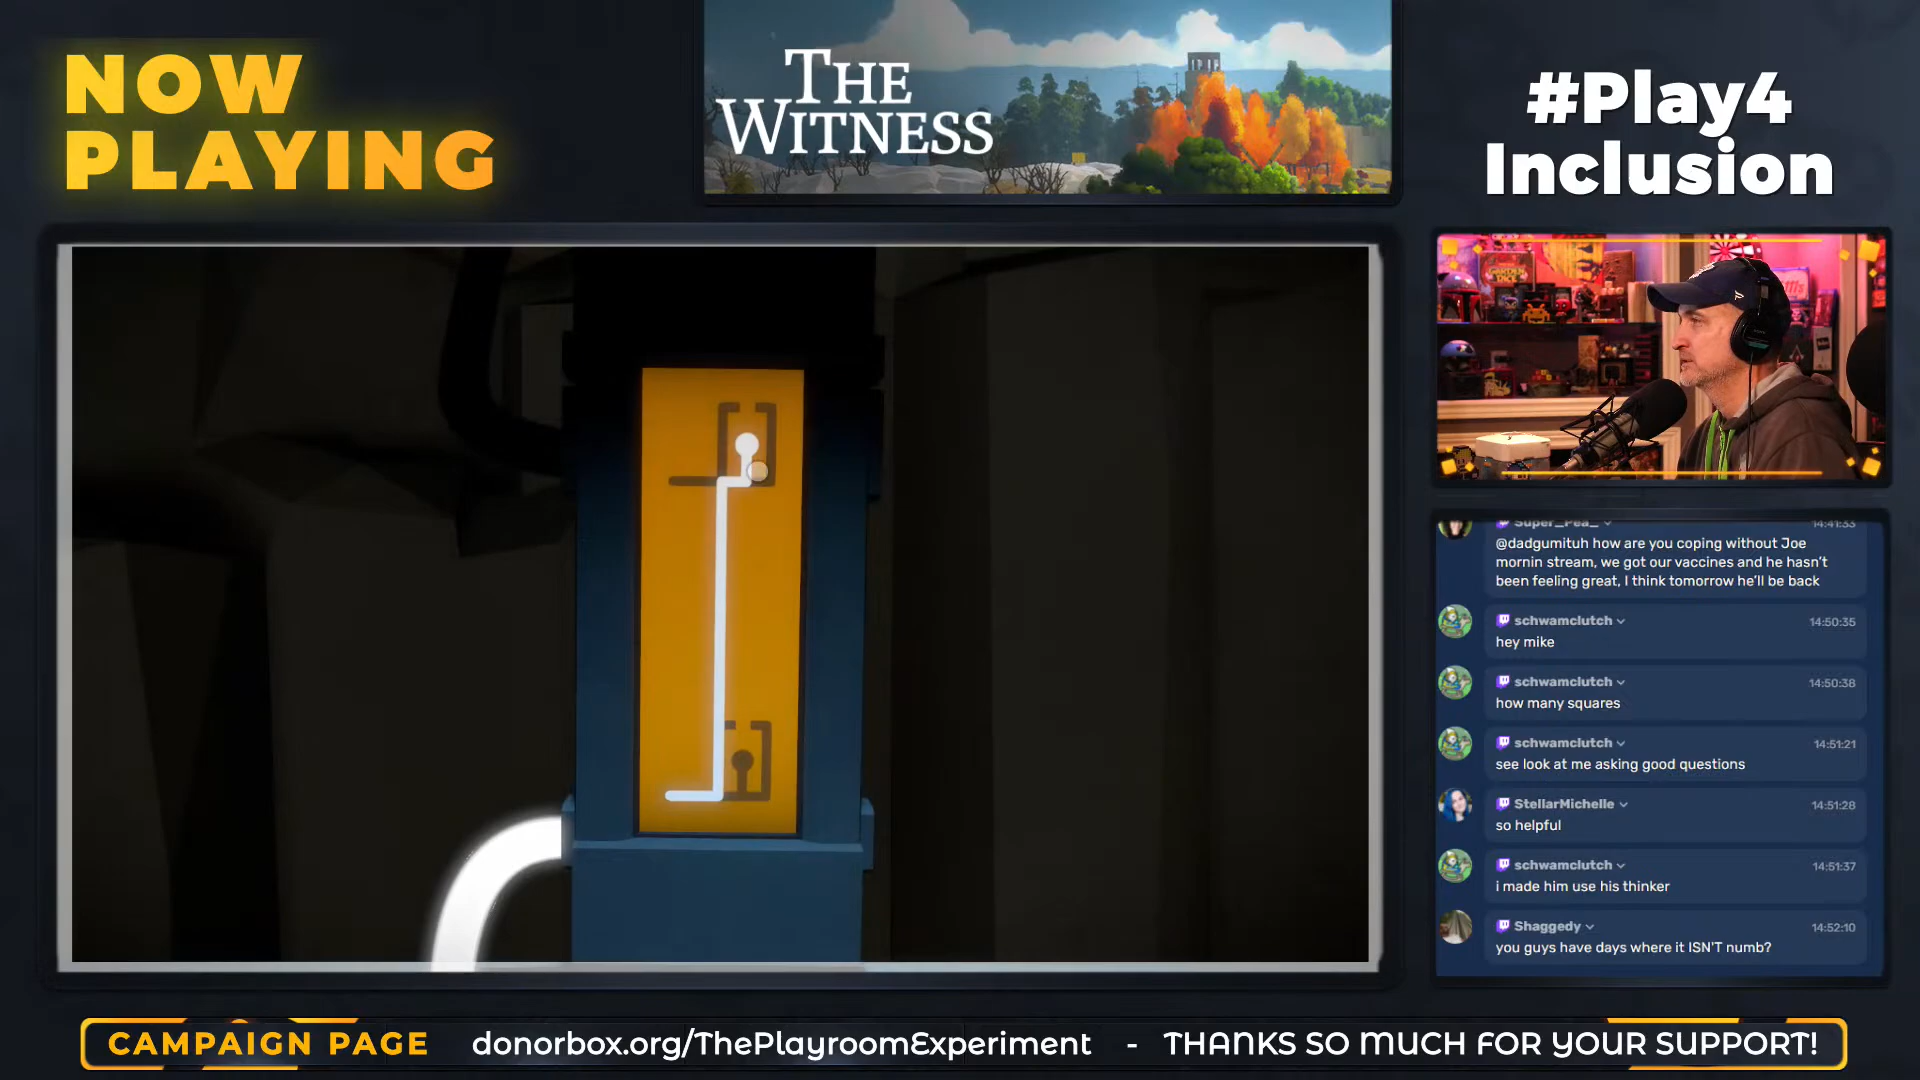 NOW
PLAYING
THE
WITNESS
#Play4
Inclusion
Super_Pea_ 14:41:33
@dadgumituh how are you coping without Joe
mornin stream, we got our vaccines and he hasn't
been feeling great, I think tomorrow he'll be back
schwamclutch 14:50:35
hey mike
schwamclutch 14:50:38
how many squares
schwamclutch 14:51:21
see look at me asking good questions
StellarMichelle 14:51:28
so helpful
schwamclutch 14:51:37
i made him use his thinker
Shaggedy 14:52:10
you guys have days where it ISN'T numb?
CAMPAIGN PAGE donorbox.org/ThePlayroomExperiment - THANKS SO MUCH FOR YOUR SUPPORT!